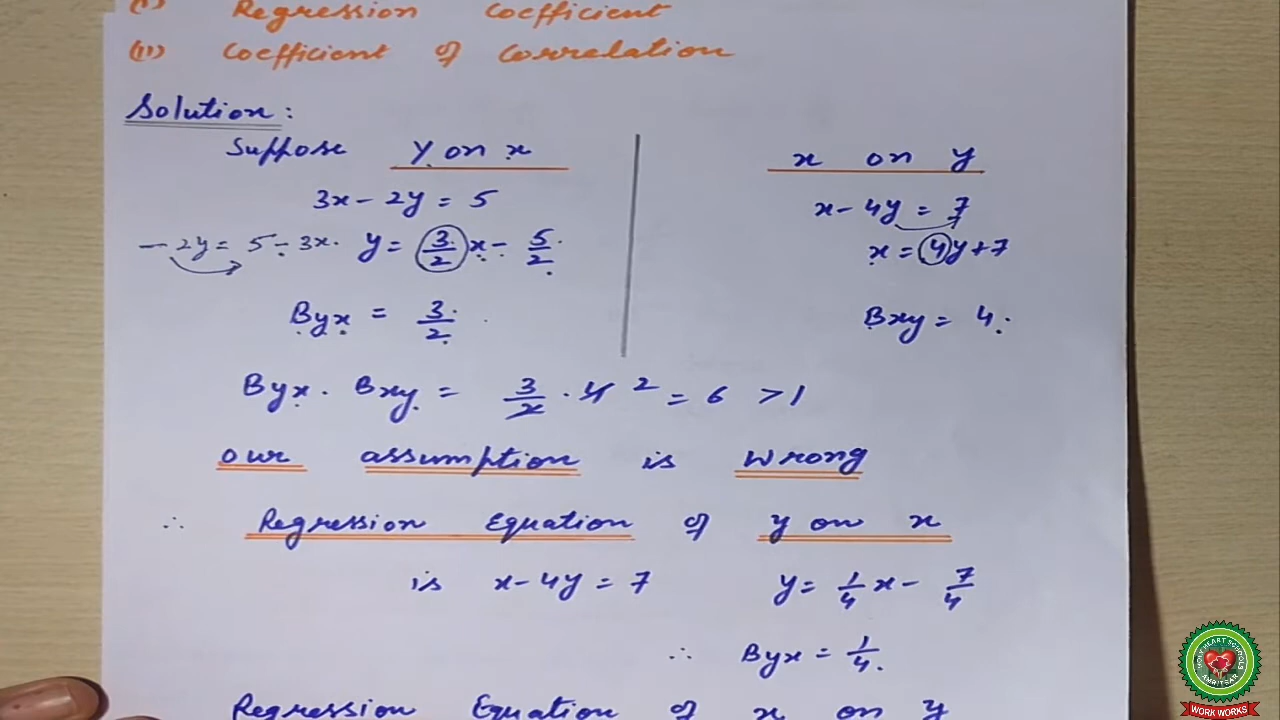 (i) Regression Coefficient
(ii) Coefficient of Correlation
Solution:
Suppose Y on x
3x - 2y = 5
- 2y = 5 - 3x. y = 3/2 x - 5/2
Byx = 3/2
x on y
x - 4y = 7
x = 4y + 7
Bxy = 4
Byx . Bxy = 3/2 . 4 2 = 6 > 1
our assumption is wrong
∴ Regression Equation of y on x
is x - 4y = 7 y = 1/4 x - 7/4
∴ Byx = 1/4
Regression Equation of x on y
WORK WORKS